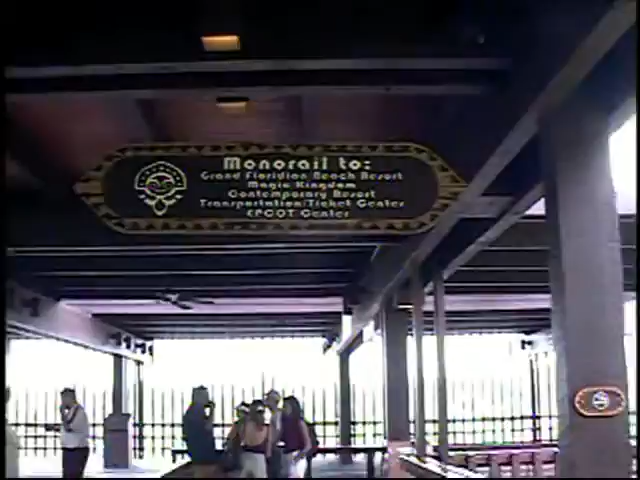 Monorail to:
Grand Floridian Beach Resort
Magic Kingdom
Contemporary Resort
Transportation/Ticket Center
EPCOT Center